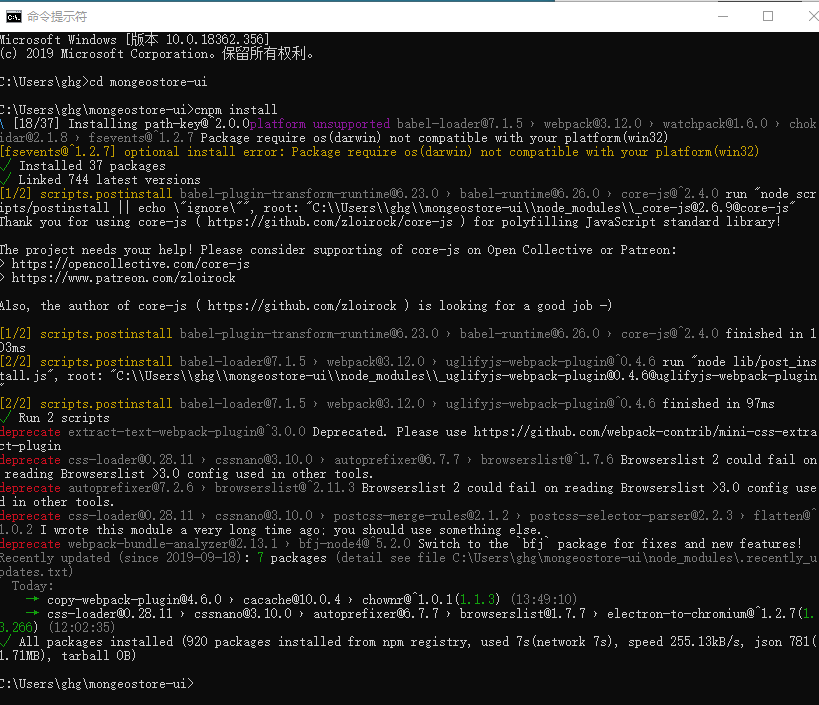 命令提示符
Microsoft Windows [版本 10.0.18362.356]
(c) 2019 Microsoft Corporation。保留所有权利。
C:\Users\ghg>cd mongeostore-ui
C:\Users\ghg\mongeostore-ui>cnpm install
\ [18/37] Installing path-key@^2.0.0platform unsupported babel-loader@7.1.5 › webpack@3.12.0 › watchpack@1.6.0 › chok
idar@2.1.8 › fsevents@^1.2.7 Package require os(darwin) not compatible with your platform(win32)
[fsevents@^1.2.7] optional install error: Package require os(darwin) not compatible with your platform(win32)
√ Installed 37 packages
√ Linked 744 latest versions
[1/2] scripts.postinstall babel-plugin-transform-runtime@6.23.0 › babel-runtime@6.26.0 › core-js@^2.4.0 run "node scr
ipts/postinstall || echo \"ignore\"", root: "C:\\Users\\ghg\\mongeostore-ui\\node_modules\\_core-js@2.6.9@core-js"
Thank you for using core-js ( https://github.com/zloirock/core-js ) for polyfilling JavaScript standard library!
The project needs your help! Please consider supporting of core-js on Open Collective or Patreon:
> https://opencollective.com/core-js
> https://www.patreon.com/zloirock
Also, the author of core-js ( https://github.com/zloirock ) is looking for a good job -)
[1/2] scripts.postinstall babel-plugin-transform-runtime@6.23.0 › babel-runtime@6.26.0 › core-js@^2.4.0 finished in 1
03ms
[2/2] scripts.postinstall babel-loader@7.1.5 › webpack@3.12.0 › uglifyjs-webpack-plugin@^0.4.6 run "node lib/post_ins
tall.js", root: "C:\\Users\\ghg\\mongeostore-ui\\node_modules\\_uglifyjs-webpack-plugin@0.4.6@uglifyjs-webpack-plugin
"
[2/2] scripts.postinstall babel-loader@7.1.5 › webpack@3.12.0 › uglifyjs-webpack-plugin@^0.4.6 finished in 97ms
√ Run 2 scripts
deprecate extract-text-webpack-plugin@^3.0.0 Deprecated. Please use https://github.com/webpack-contrib/mini-css-extra
ct-plugin
deprecate css-loader@0.28.11 › cssnano@3.10.0 › autoprefixer@6.7.7 › browserslist@^1.7.6 Browserslist 2 could fail on
 reading Browserslist >3.0 config used in other tools.
deprecate autoprefixer@7.2.6 › browserslist@^2.11.3 Browserslist 2 could fail on reading Browserslist >3.0 config use
d in other tools.
deprecate css-loader@0.28.11 › cssnano@3.10.0 › postcss-merge-rules@2.1.2 › postcss-selector-parser@2.2.3 › flatten@^
1.0.2 I wrote this module a very long time ago; you should use something else.
deprecate webpack-bundle-analyzer@2.13.1 › bfj-node4@^5.2.0 Switch to the `bfj` package for fixes and new features!
Recently updated (since 2019-09-18): 7 packages (detail see file C:\Users\ghg\mongeostore-ui\node_modules\.recently_u
pdates.txt)
Today:
→ copy-webpack-plugin@4.6.0 › cacache@10.0.4 › chownr@^1.0.1(1.1.3) (13:49:10)
→ css-loader@0.28.11 › cssnano@3.10.0 › autoprefixer@6.7.7 › browserslist@1.7.7 › electron-to-chromium@^1.2.7(1.
3.266) (12:02:35)
√ All packages installed (920 packages installed from npm registry, used 7s(network 7s), speed 255.13kB/s, json 781(
1.71MB), tarball 0B)
C:\Users\ghg\mongeostore-ui>